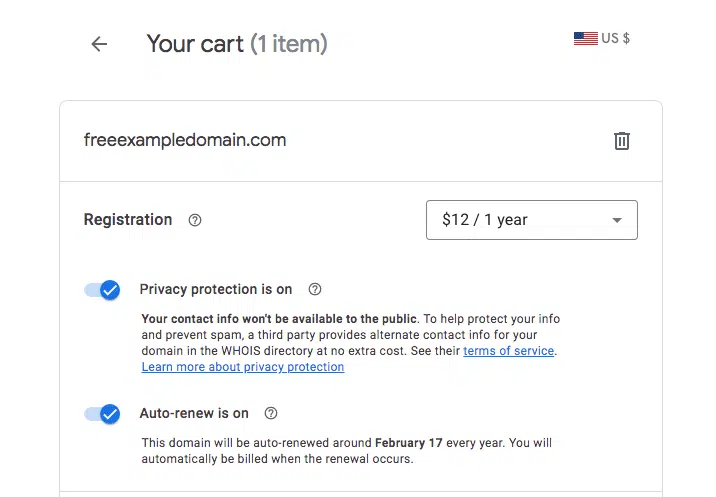 Your cart (1 item)
US $
freeexampledomain.com
Registration
$12 / 1 year
Privacy protection is on
Your contact info won't be available to the public. To help protect your info
and prevent spam, a third party provides alternate contact info for your
domain in the WHOIS directory at no extra cost. See their terms of service.
Learn more about privacy protection
Auto-renew is on
This domain will be auto-renewed around February 17 every year. You will
automatically be billed when the renewal occurs.